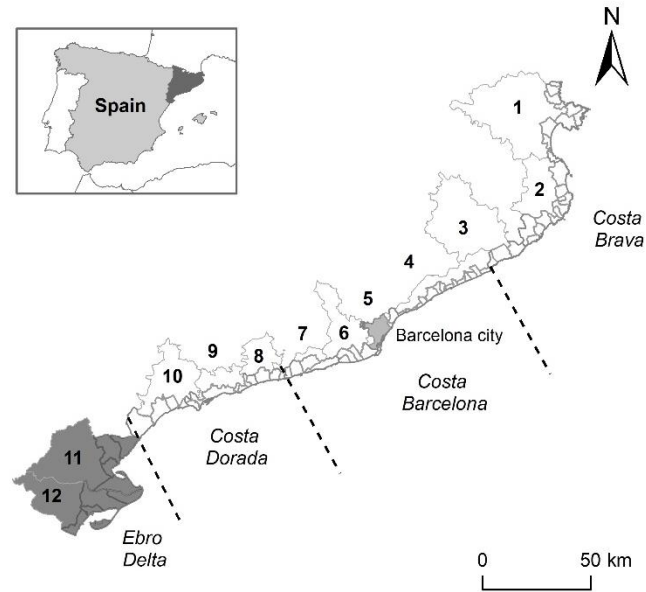 N
Spain
1
2
Costa
Brava
3
4
5
Barcelona city
6
7
8
9
10
Costa
Barcelona
Costa
Dorada
11
12
Ebro
Delta
0 50 km